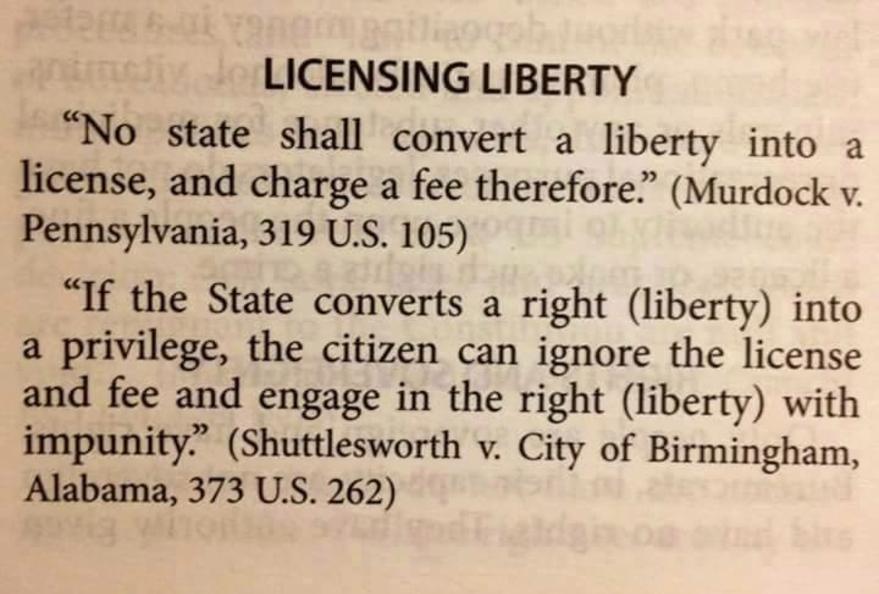 LICENSING LIBERTY
“No state shall convert a liberty into a
license, and charge a fee therefore.” (Murdock v.
Pennsylvania, 319 U.S. 105)
“If the State converts a right (liberty) into
a privilege, the citizen can ignore the license
and fee and engage in the right (liberty) with
impunity.” (Shuttlesworth v. City of Birmingham,
Alabama, 373 U.S. 262)